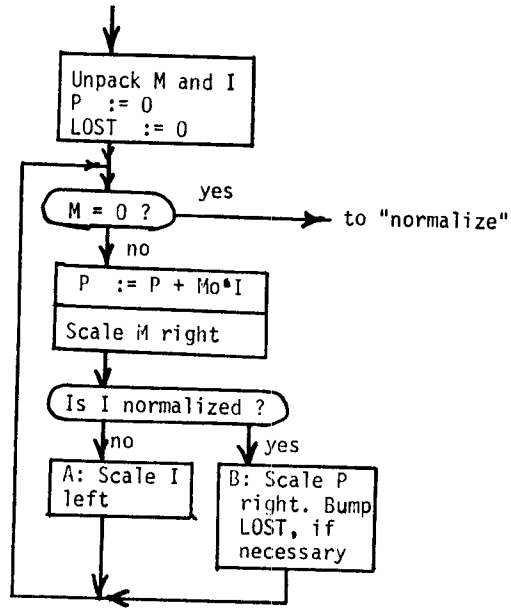 Unpack M and I
P := 0
LOST := 0
M = 0 ?
yes
to "normalize"
no
P := P + Mo*I
Scale M right
Is I normalized ?
no
yes
A: Scale I
left
B: Scale P
right. Bump
LOST, if
necessary